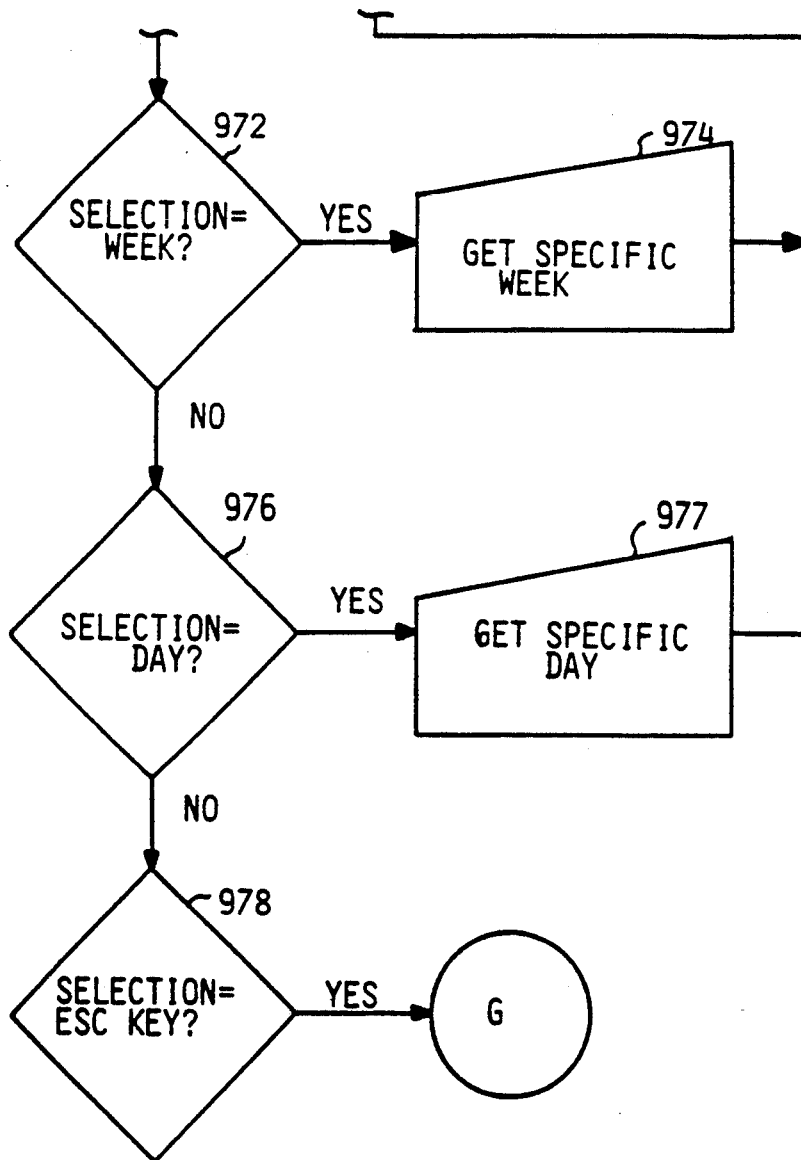 972
974
SELECTION=
WEEK?
YES
GET SPECIFIC
WEEK
NO
976
977
SELECTION=
DAY?
YES
GET SPECIFIC
DAY
NO
978
SELECTION=
ESC KEY?
YES
G